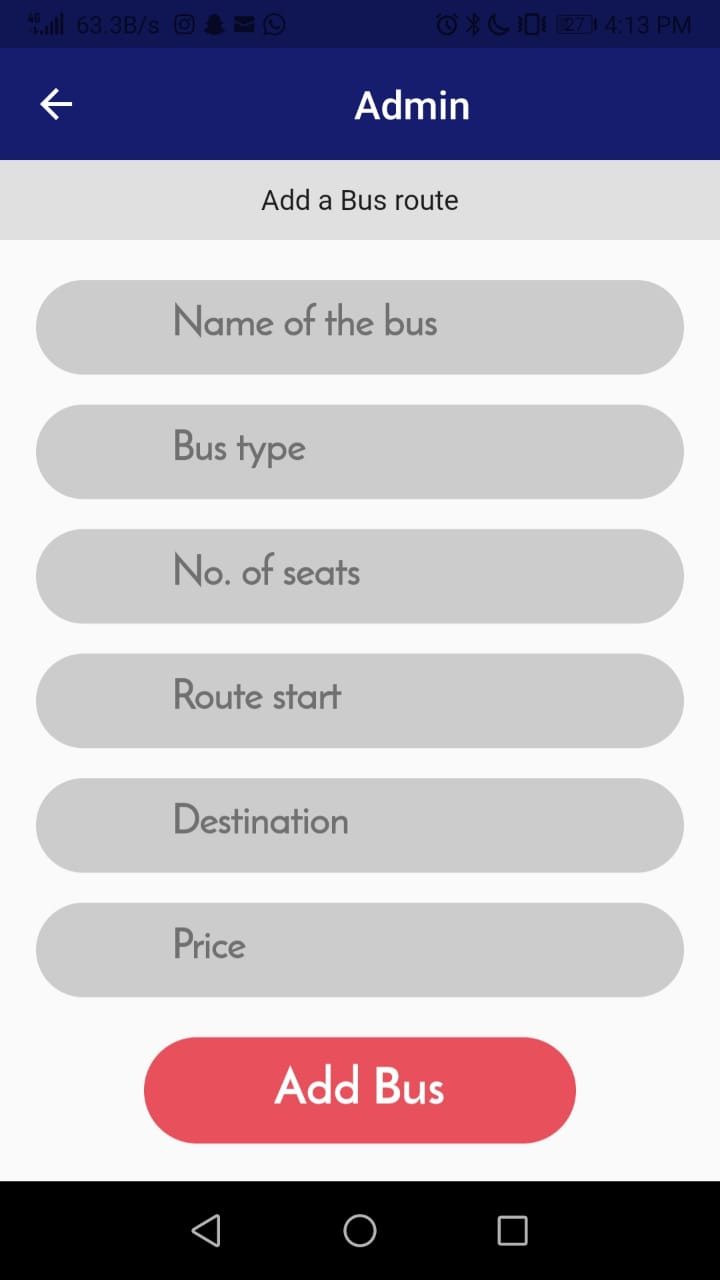 4G 63.3B/s 27 4:13 PM
Admin
Add a Bus route
Name of the bus
Bus type
No. of seats
Route start
Destination
Price
Add Bus